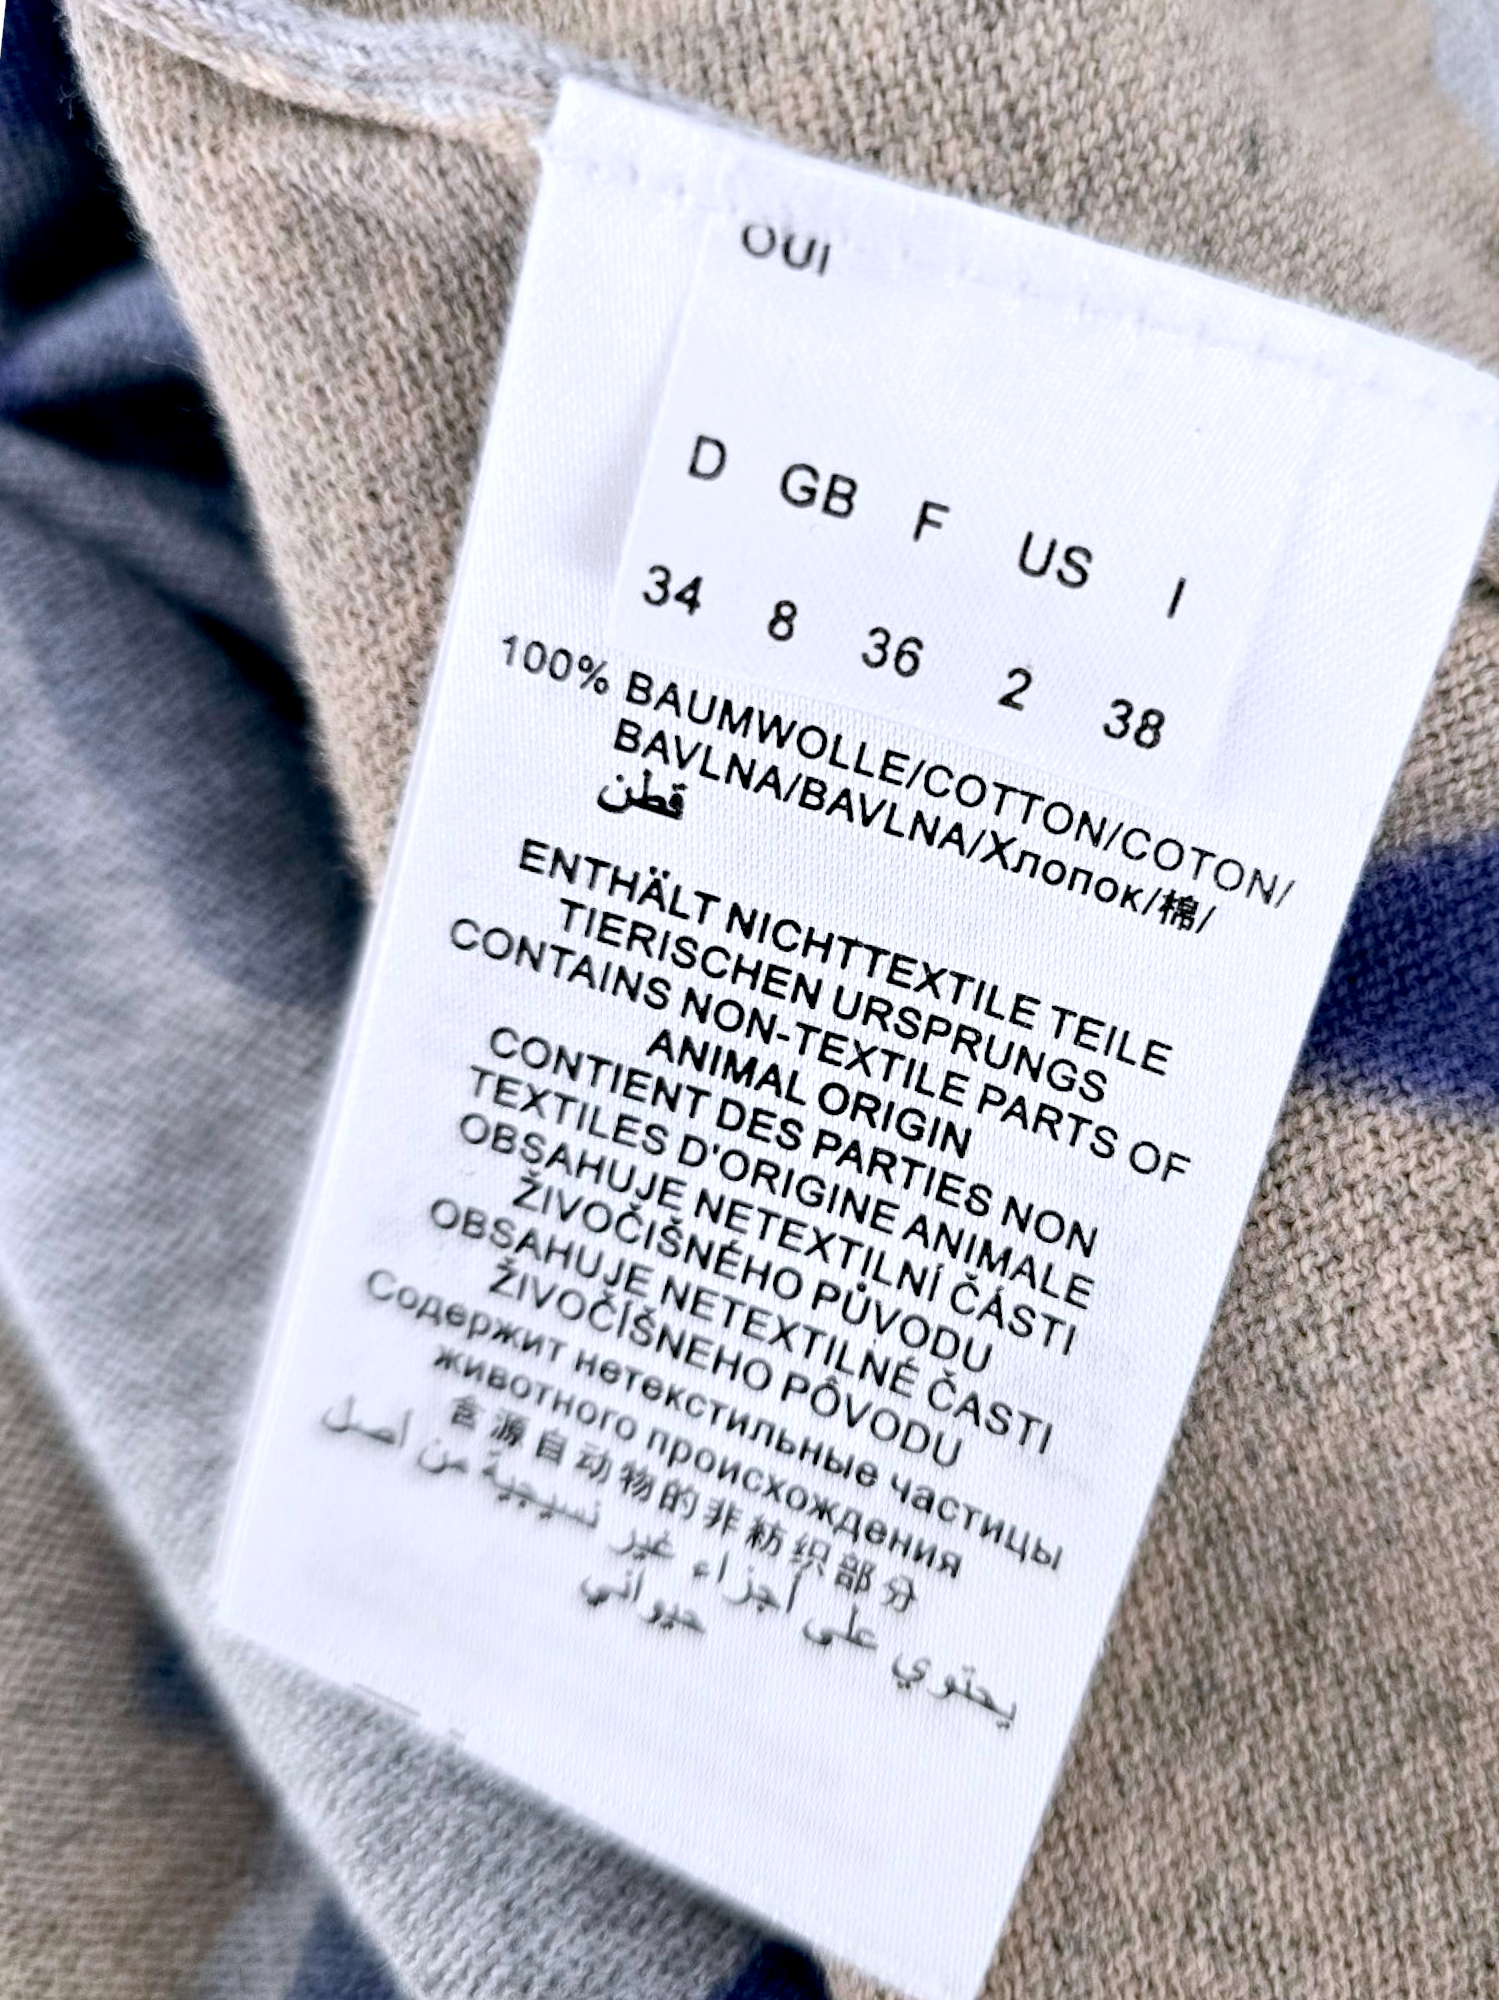 OUI
D GB F US I
34 8 36 2 38
100% BAUMWOLLE/COTTON/COTON/
BAVLNA/BAVLNA/Хлопок/棉/
قطن
ENTHÄLT NICHTTEXTILE TEILE
TIERISCHEN URSPRUNGS
CONTAINS NON-TEXTILE PARTS OF
ANIMAL ORIGIN
CONTIENT DES PARTIES NON
TEXTILES D'ORIGINE ANIMALE
OBSAHUJE NETEXTILNÍ ČÁSTI
ŽIVOČIŠNÉHO PŮVODU
OBSAHUJE NETEXTILNÉ ČASTI
ŽIVOČÍŠNEHO PÔVODU
Содержит нетекстильные частицы
животного происхождения
含源自动物的非纺织部分
يحتوي على أجزاء غير نسيجية من أصل
حيواني